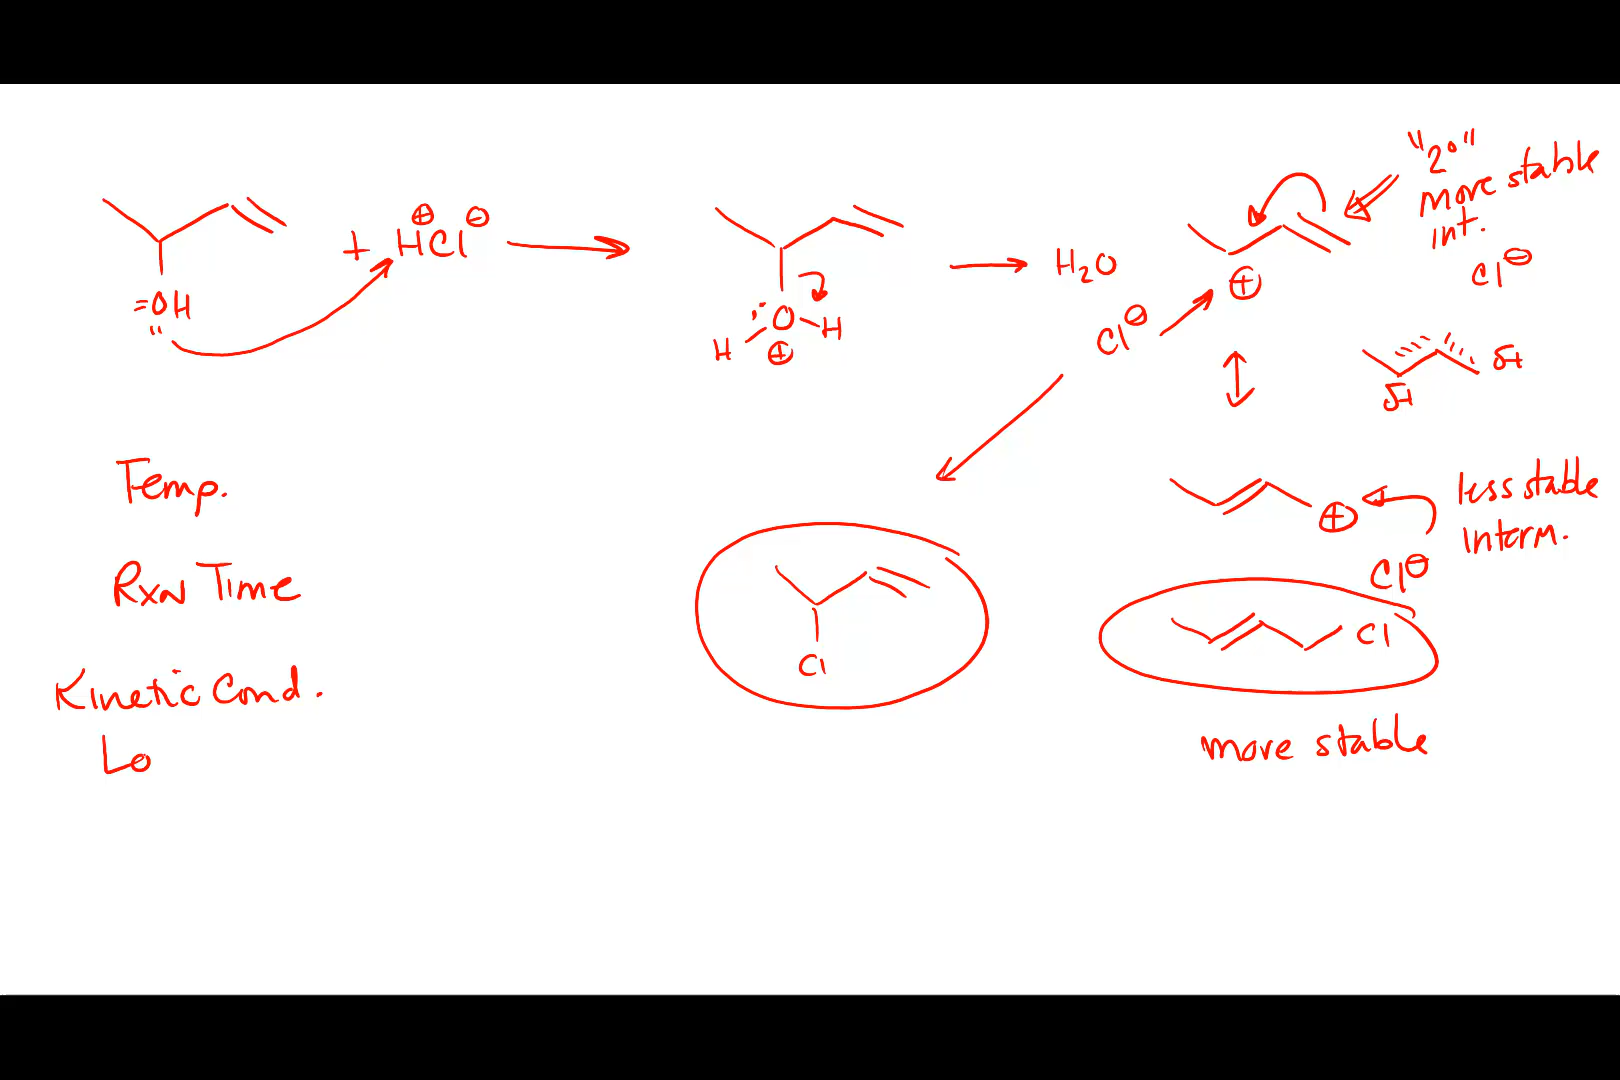 "2°"
more stable
int.
+ HCl
⊕ ⊖
=OH
H2O
Cl⊖
Cl⊖
O
H
H
⊕
⊕
δ+
δ+
Temp.
less stable
interm.
⊕
Cl⊖
Rxn Time
Cl
Cl
Kinetic Cond.
more stable
Lo